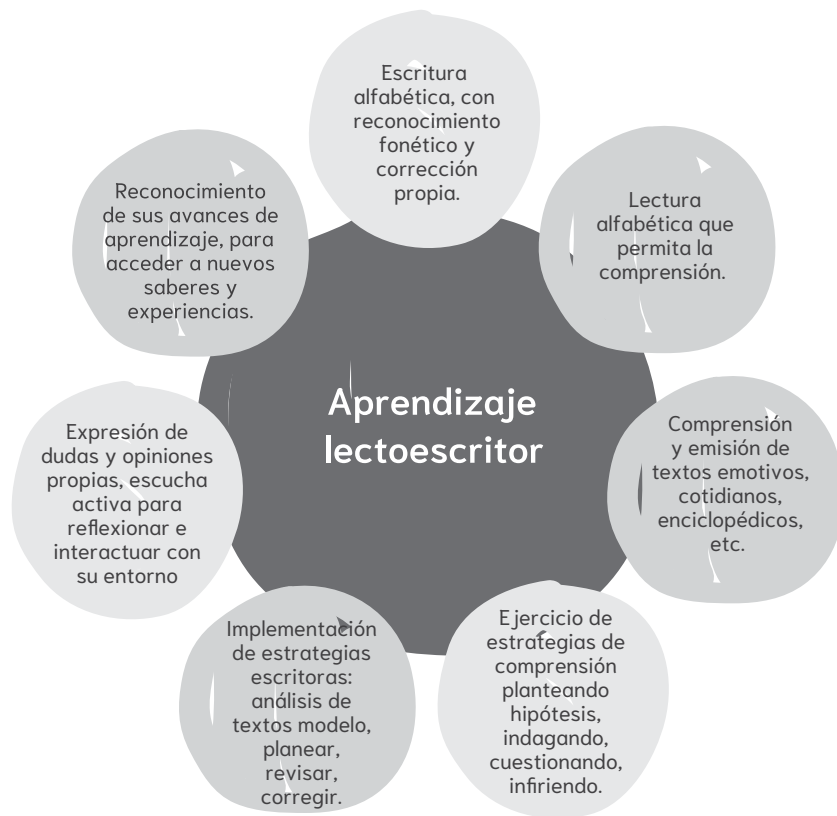 Escritura
alfabética, con
reconocimiento
fonético y
corrección
propia.
Lectura
alfabética que
permita la
comprensión.
Comprensión
y emisión de
textos emotivos,
cotidianos,
enciclopédicos,
etc.
Ejercicio de
estrategias de
comprensión
planteando
hipótesis,
indagando,
cuestionando,
infiriendo.
Implementación
de estrategias
escritoras:
análisis de
textos modelo,
planear,
revisar,
corregir.
Expresión de
dudas y opiniones
propias, escucha
activa para
reflexionar e
interactuar con
su entorno
Reconocimiento
de sus avances de
aprendizaje, para
acceder a nuevos
saberes y
experiencias.
Aprendizaje
lectoescritor